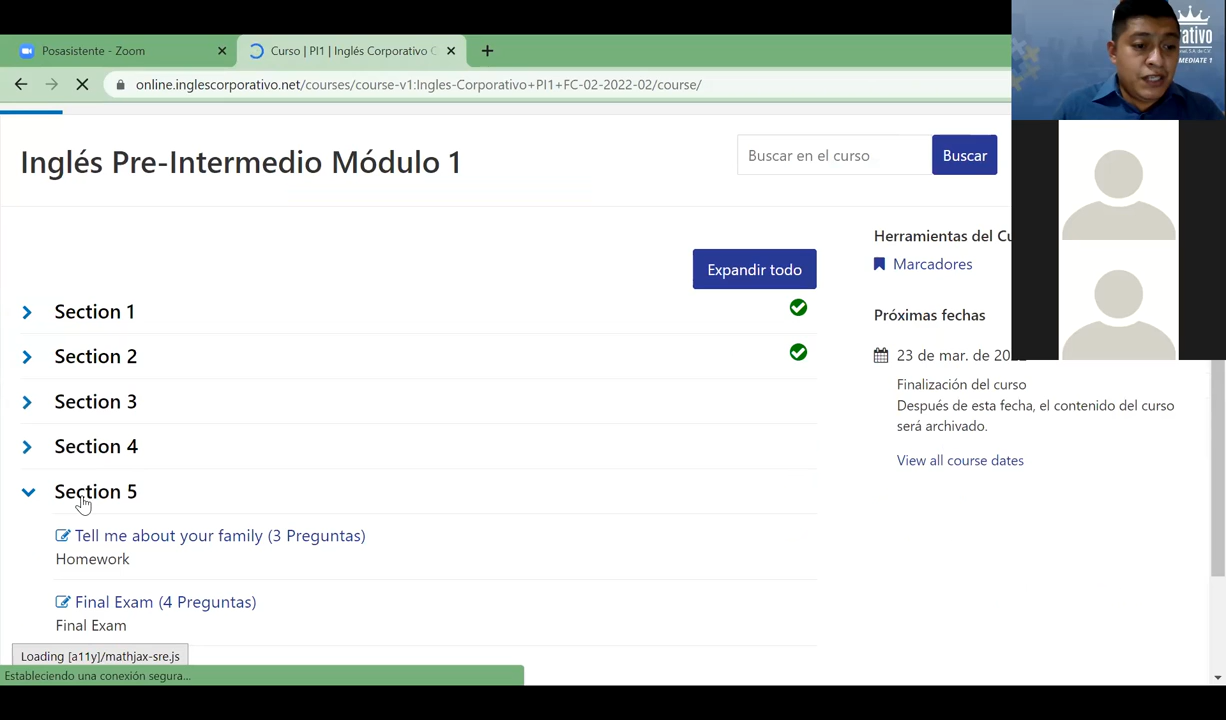 Posasistente - Zoom
Curso | PI1 | Inglés Corporativo C
online.inglescorporativo.net/courses/course-v1:Ingles-Corporativo+PI1+FC-02-2022-02/course/
rativo
MEDIATE 1
Inglés Pre-Intermedio Módulo 1
Buscar en el curso
Buscar
Expandir todo
Section 1
Section 2
Section 3
Section 4
Section 5
Tell me about your family (3 Preguntas)
Homework
Final Exam (4 Preguntas)
Final Exam
Herramientas del Cu
Marcadores
Próximas fechas
23 de mar. de 20
Finalización del curso
Después de esta fecha, el contenido del curso
será archivado.
View all course dates
Loading [a11y]/mathjax-sre.js
Estableciendo una conexión segura...